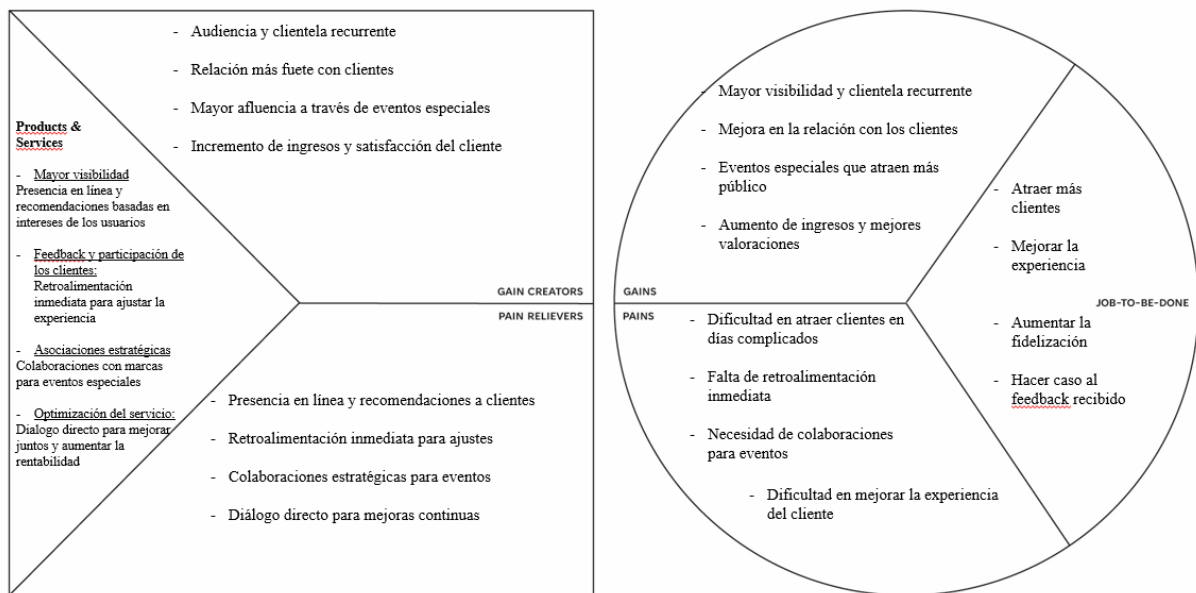 - Audiencia y clientela recurrente
- Relación más fuete con clientes
- Mayor afluencia a través de eventos especiales
- Incremento de ingresos y satisfacción del cliente
Products &
Services
- Mayor visibilidad
Presencia en línea y
recomendaciones basadas en
intereses de los usuarios
- Feedback y participación de
los clientes:
Retroalimentación
inmediata para ajustar la
experiencia
- Asociaciones estratégicas
Colaboraciones con marcas
para eventos especiales
- Optimización del servicio:
Dialogo directo para mejorar
juntos y aumentar la
rentabilidad
GAIN CREATORS
PAIN RELIEVERS
- Presencia en línea y recomendaciones a clientes
- Retroalimentación inmediata para ajustes
- Colaboraciones estratégicas para eventos
- Diálogo directo para mejoras continuas
- Mayor visibilidad y clientela recurrente
- Mejora en la relación con los clientes
- Eventos especiales que atraen más
público
- Aumento de ingresos y mejores
valoraciones
GAINS
PAINS
- Dificultad en atraer clientes en
días complicados
- Falta de retroalimentación
inmediata
- Necesidad de colaboraciones
para eventos
- Dificultad en mejorar la experiencia
del cliente
- Atraer más
clientes
- Mejorar la
experiencia
JOB-TO-BE-DONE
- Aumentar la
fidelización
- Hacer caso al
feedback recibido